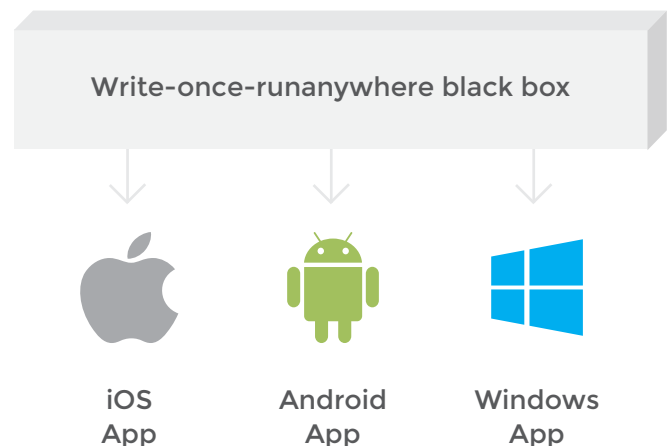 Write-once-runanywhere black box
iOS
App
Android
App
Windows
App